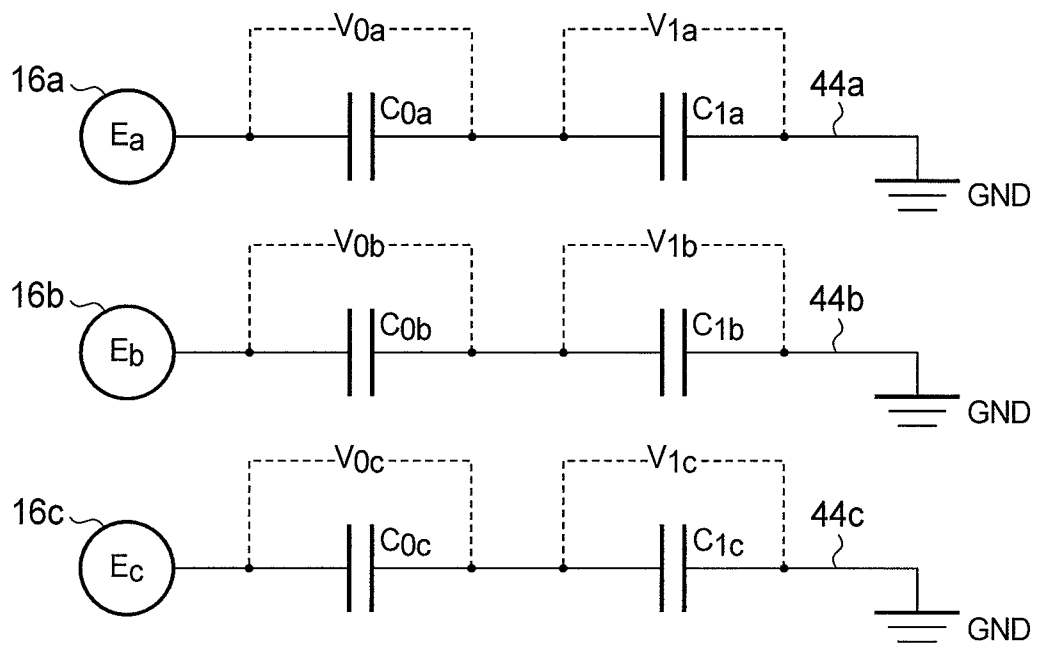 V0a V1a
16a 44a
Ea C0a C1a
GND
V0b V1b
16b 44b
Eb C0b C1b
GND
V0c V1c
16c 44c
Ec C0c C1c
GND